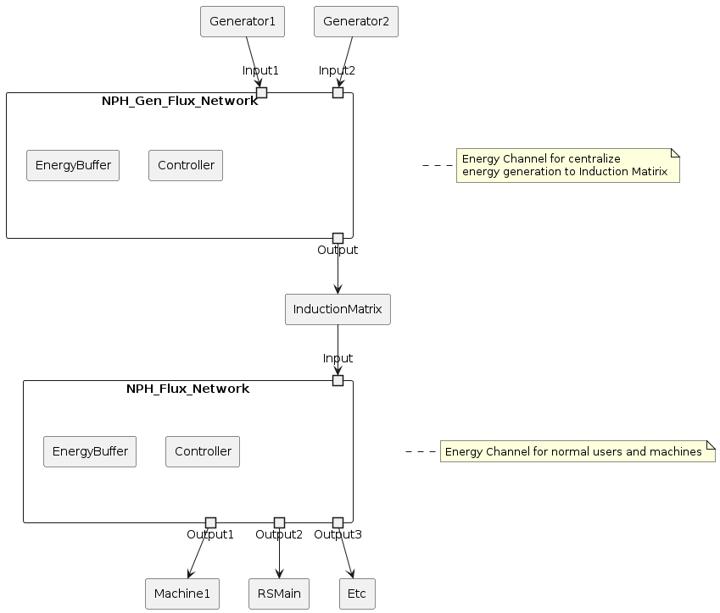 Generator1
Generator2
Input1
Input2
NPH_Gen_Flux_Network
EnergyBuffer
Controller
Energy Channel for centralize
energy generation to Induction Matirix
Output
InductionMatrix
Input
NPH_Flux_Network
EnergyBuffer
Controller
Energy Channel for normal users and machines
Output1
Output2
Output3
Machine1
RSMain
Etc